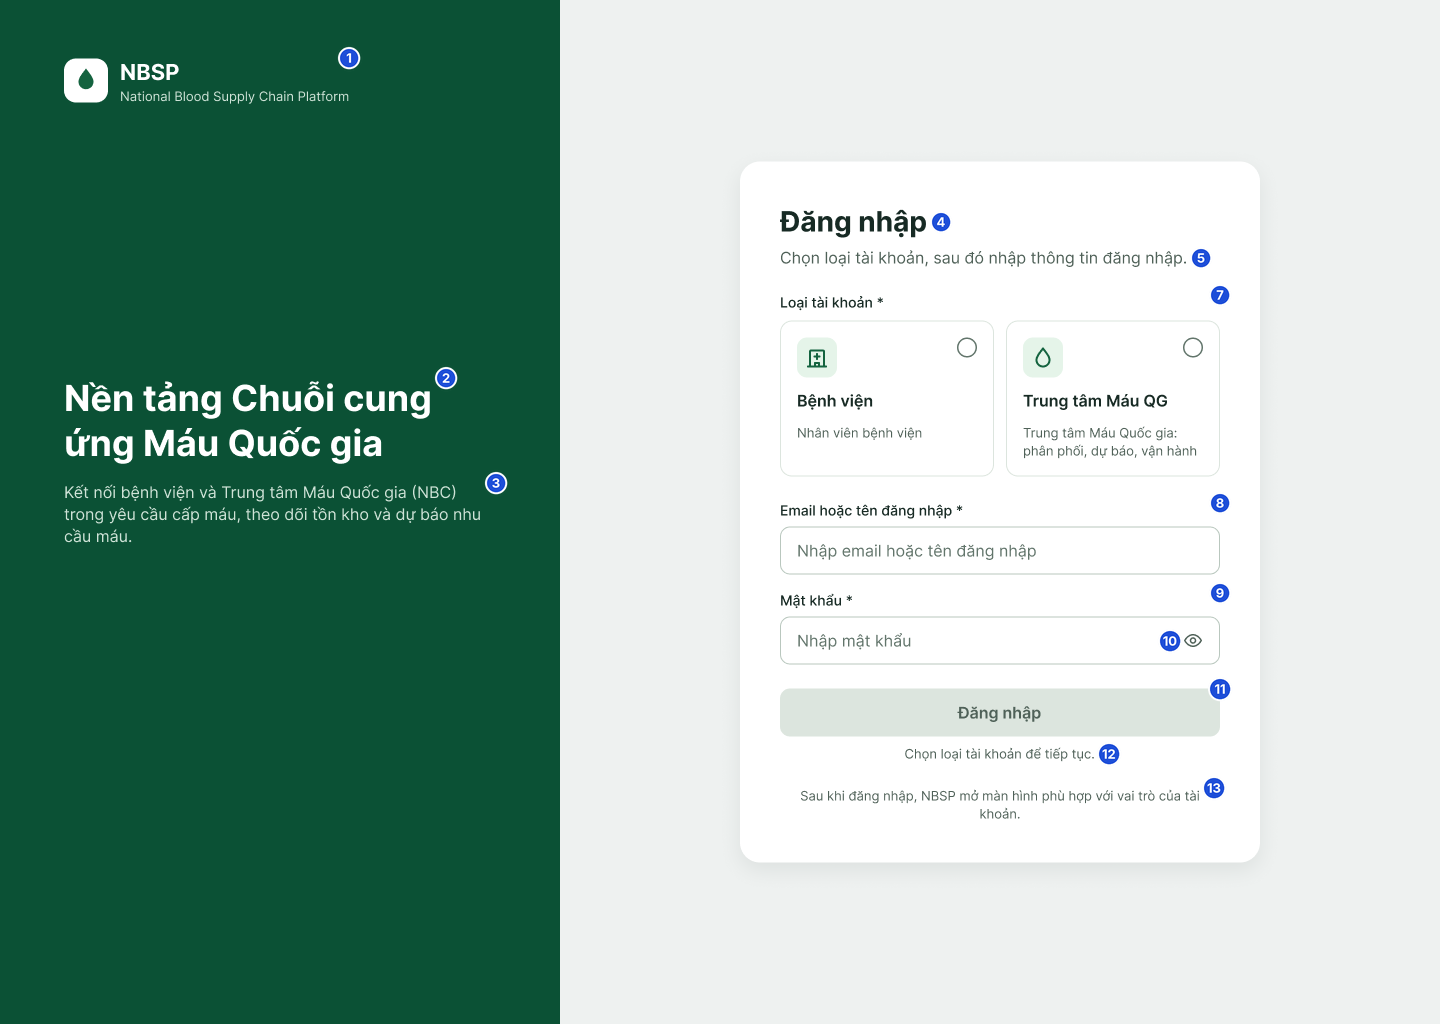 NBSP
1
National Blood Supply Chain Platform
Nền tảng Chuỗi cung
2
ứng Máu Quốc gia
3
Kết nối bệnh viện và Trung tâm Máu Quốc gia (NBC)
trong yêu cầu cấp máu, theo dõi tồn kho và dự báo nhu
cầu máu.
Đăng nhập 4
Chọn loại tài khoản, sau đó nhập thông tin đăng nhập. 5
Loại tài khoản * 7
Bệnh viện
Nhân viên bệnh viện
Trung tâm Máu QG
Trung tâm Máu Quốc gia:
phân phối, dự báo, vận hành
Email hoặc tên đăng nhập * 8
Nhập email hoặc tên đăng nhập
Mật khẩu * 9
Nhập mật khẩu 10
11
Đăng nhập
Chọn loại tài khoản để tiếp tục. 12
Sau khi đăng nhập, NBSP mở màn hình phù hợp với vai trò của tài 13
khoản.